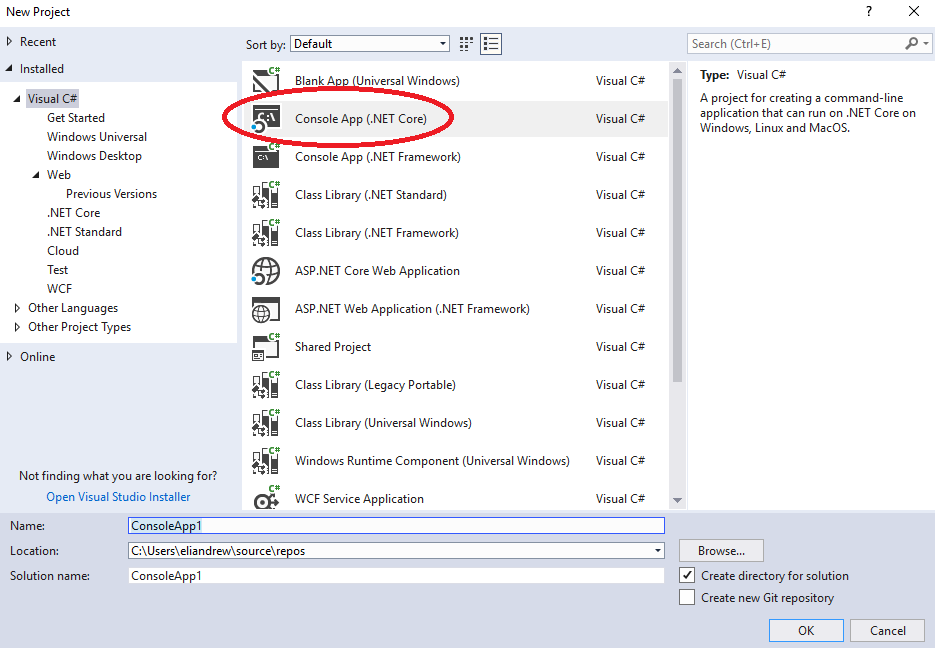 New Project
?
Recent
Installed
Visual C#
Get Started
Windows Universal
Windows Desktop
Web
Previous Versions
.NET Core
.NET Standard
Cloud
Test
WCF
Other Languages
Other Project Types
Online
Not finding what you are looking for?
Open Visual Studio Installer
Sort by: Default
Blank App (Universal Windows) Visual C#
Console App (.NET Core) Visual C#
Console App (.NET Framework) Visual C#
Class Library (.NET Standard) Visual C#
Class Library (.NET Framework) Visual C#
ASP.NET Core Web Application Visual C#
ASP.NET Web Application (.NET Framework) Visual C#
Shared Project Visual C#
Class Library (Legacy Portable) Visual C#
Class Library (Universal Windows) Visual C#
Windows Runtime Component (Universal Windows) Visual C#
WCF Service Application Visual C#
Search (Ctrl+E)
Type: Visual C#
A project for creating a command-line
application that can run on .NET Core on
Windows, Linux and MacOS.
Name: ConsoleApp1
Location: C:\Users\eliandrew\source\repos
Browse...
Solution name: ConsoleApp1
Create directory for solution
Create new Git repository
OK
Cancel